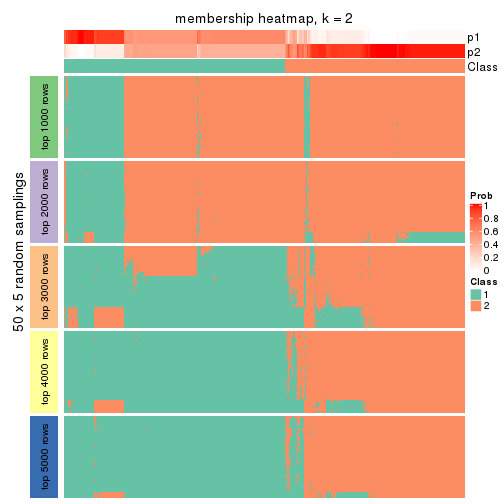 membership heatmap, k = 2
p1
p2
Class
50 x 5 random samplings
top 1000 rows
top 2000 rows
top 3000 rows
top 4000 rows
top 5000 rows
Prob
1
0.8
0.6
0.4
0.2
0
Class
1
2